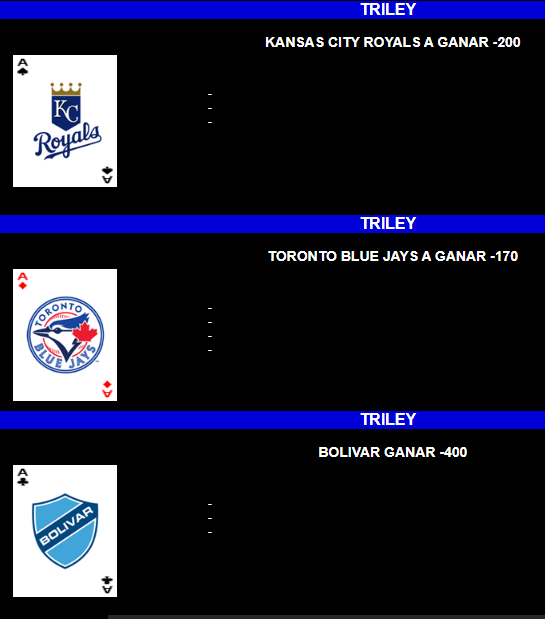 TRILEY
KANSAS CITY ROYALS A GANAR -200
A
KC
Royals
-
-
-
A
TRILEY
TORONTO BLUE JAYS A GANAR -170
A
TORONTO
BLUE JAYS
-
-
-
-
A
TRILEY
BOLIVAR GANAR -400
A
BOLIVAR
-
-
-
A